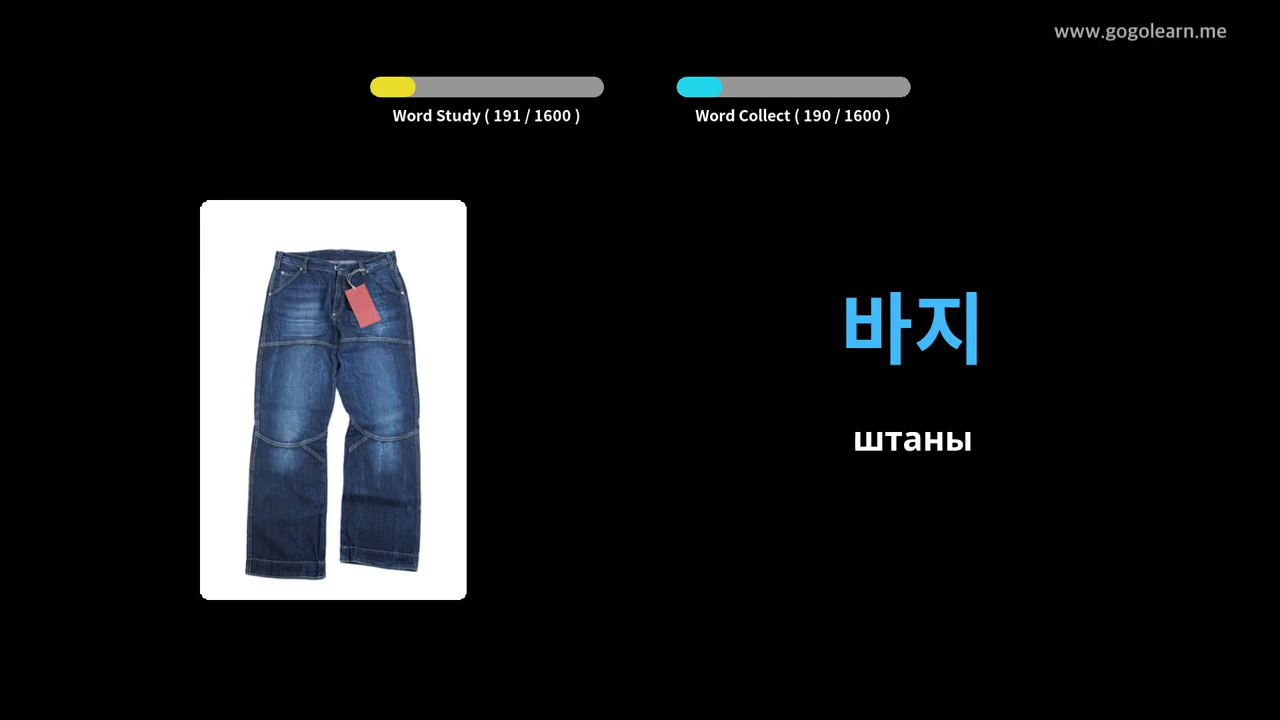 www.gogolearn.me
Word Study ( 191 / 1600 )
Word Collect ( 190 / 1600 )
바지
штаны